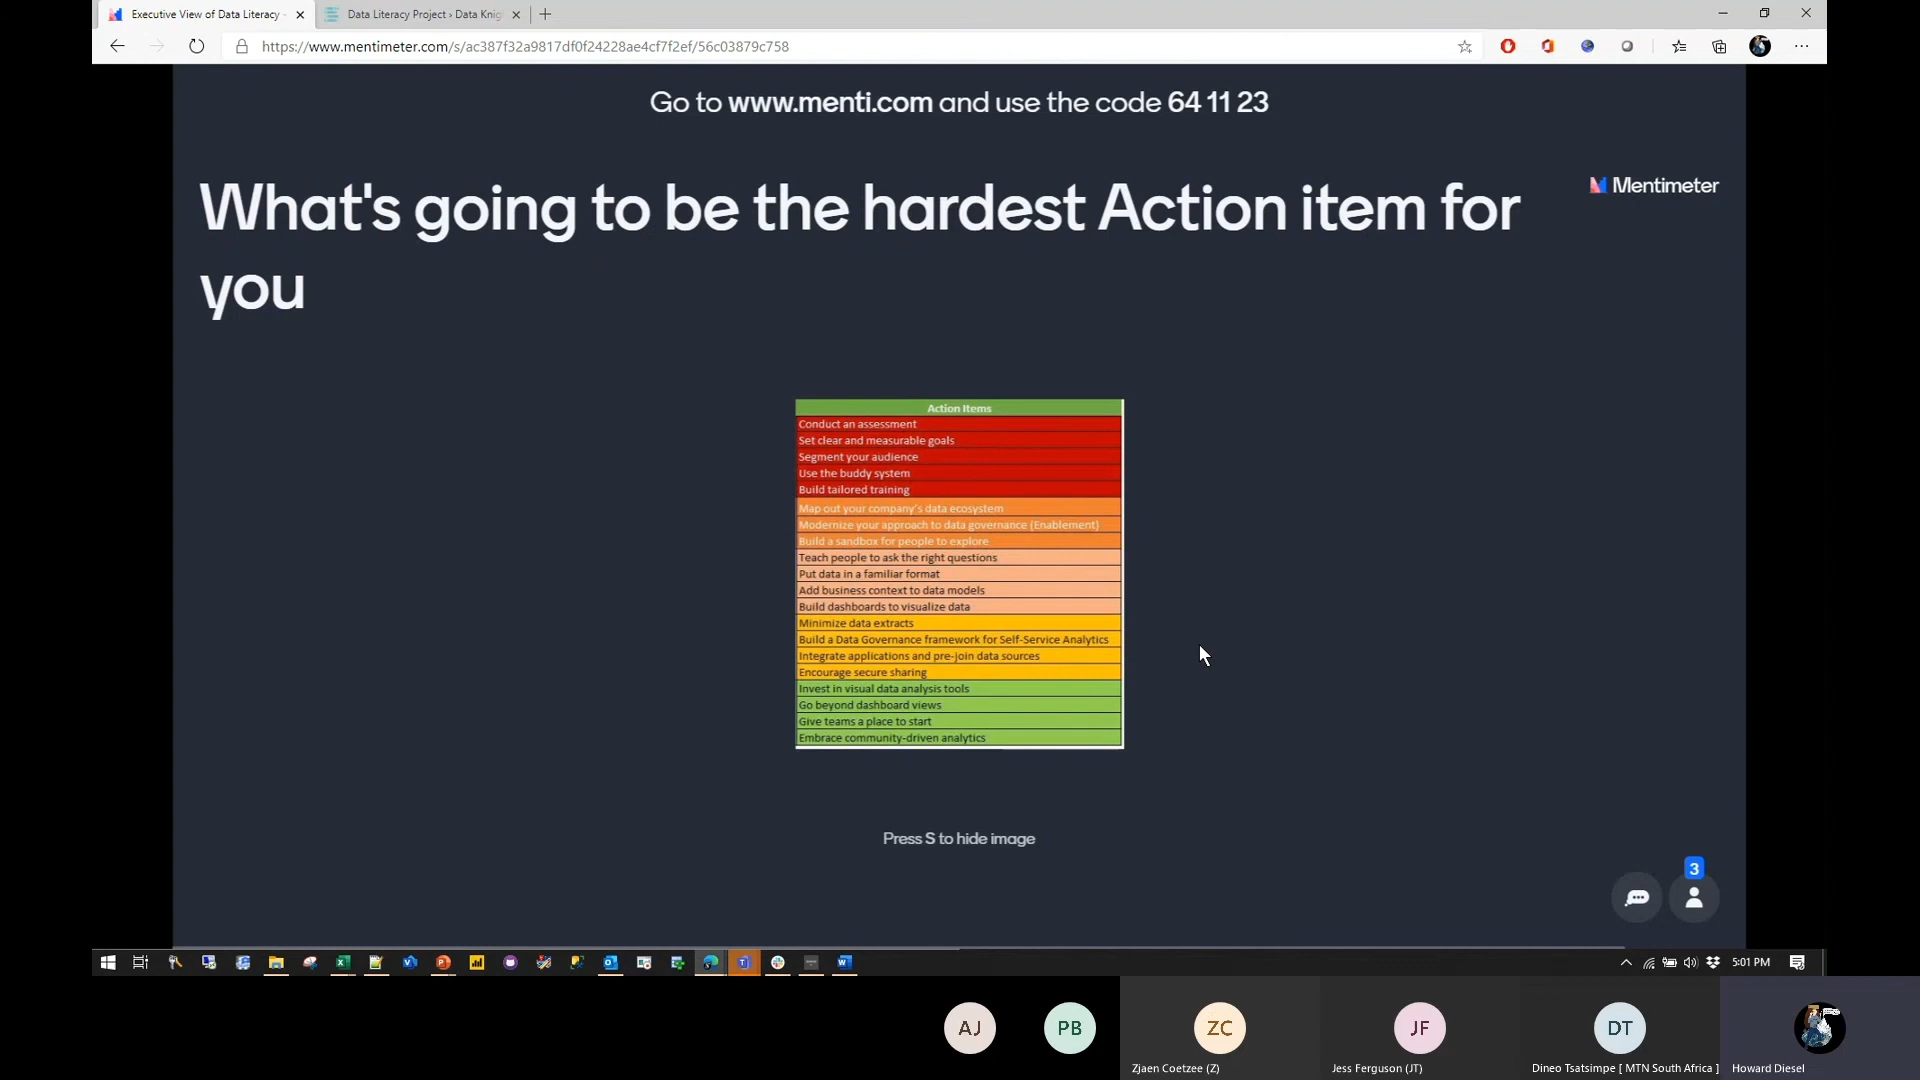 Executive View of Data Literacy -
Data Literacy Project › Data Knig
https://www.mentimeter.com/s/ac387f32a9817df0f24228ae4cf7f2ef/56c03879c758
Go to www.menti.com and use the code 64 11 23
What's going to be the hardest Action item for
you
Mentimeter
Action Items
Conduct an assessment
Set clear and measurable goals
Segment your audience
Use the buddy system
Build tailored training
Map out your company's data ecosystem
Modernize your approach to data governance (Enablement)
Build a sandbox for people to explore
Teach people to ask the right questions
Put data in a familiar format
Add business context to data models
Build dashboards to visualize data
Minimize data extracts
Build a Data Governance framework for Self-Service Analytics
Integrate applications and pre-join data sources
Encourage secure sharing
Invest in visual data analysis tools
Go beyond dashboard views
Give teams a place to start
Embrace community-driven analytics
Press S to hide image
3
5:01 PM
AJ
PB
ZC
JF
DT
Zjaen Coetzee (Z)
Jess Ferguson (JT)
Dineo Tsatsimpe [ MTN South Africa ]
Howard Diesel